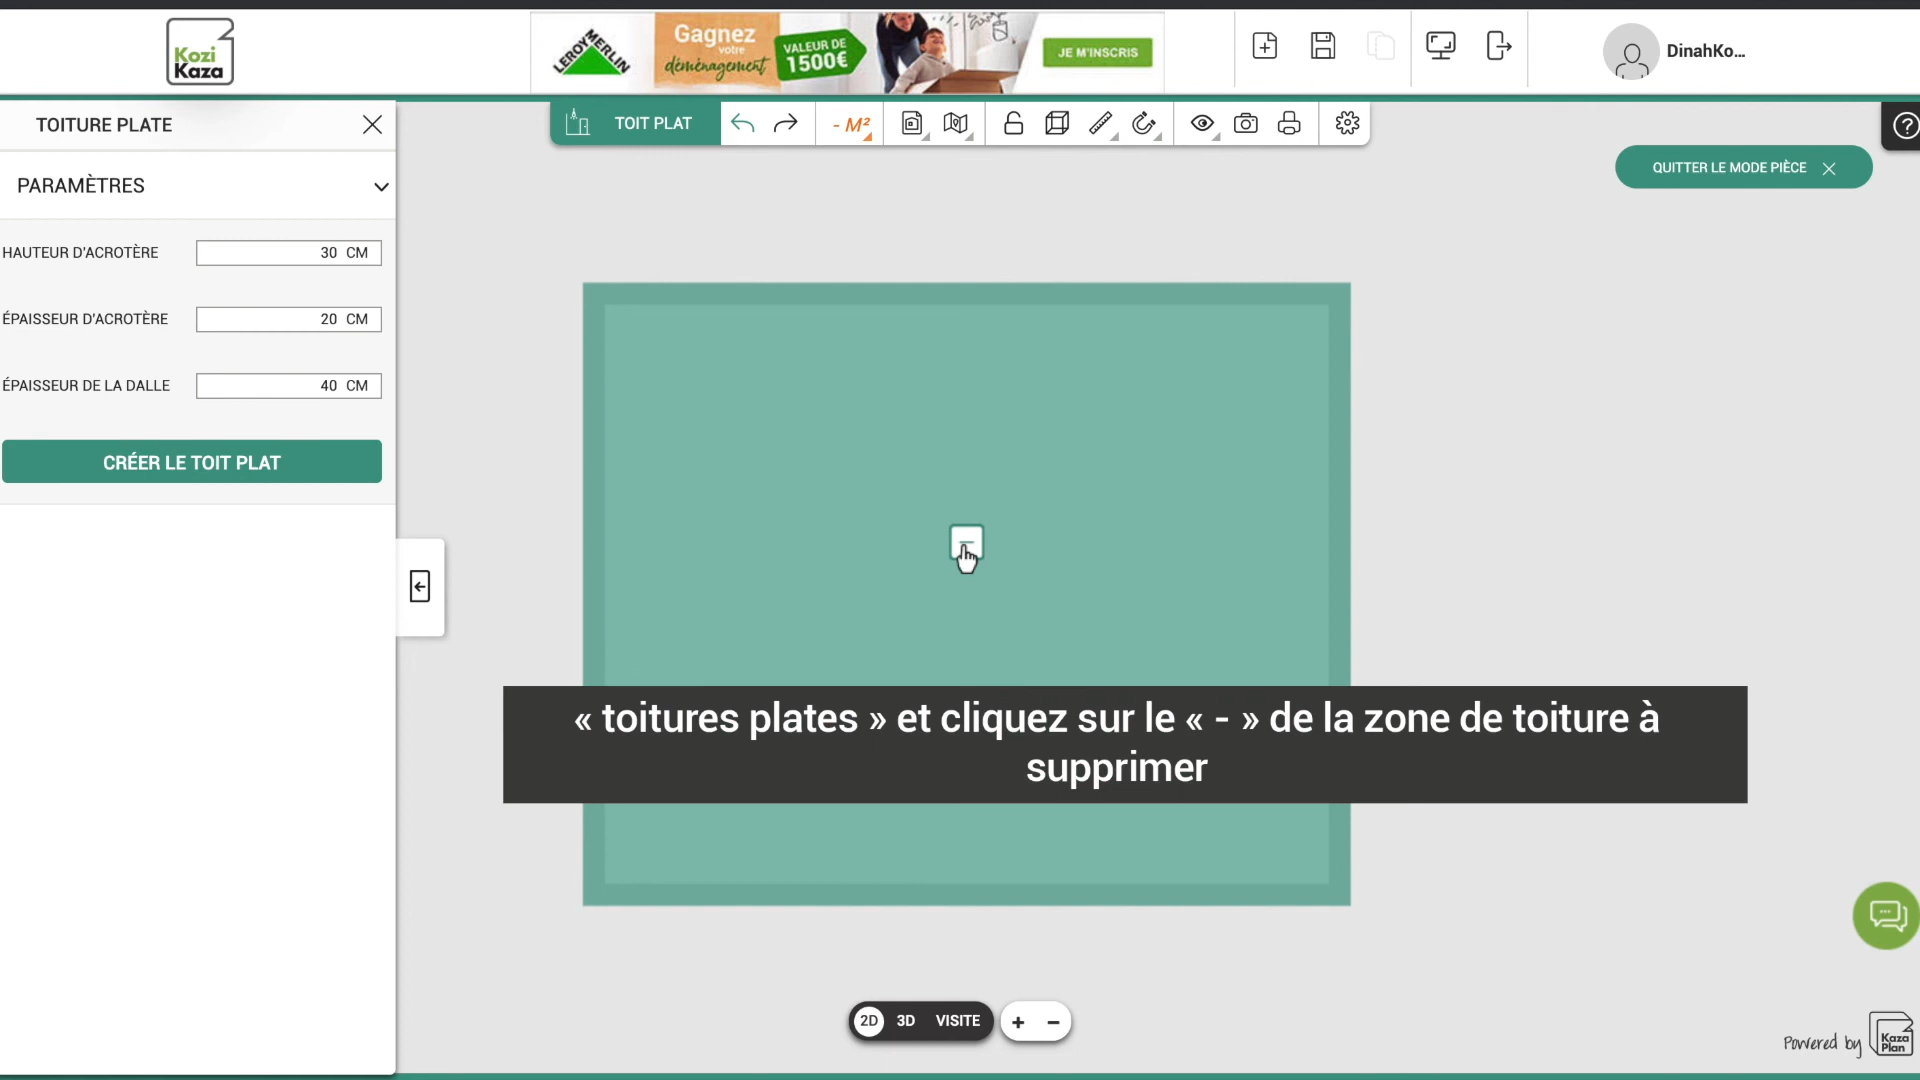 Kozi
Kaza
LEROY MERLIN
Gagnez
votre
déménagement
VALEUR DE
1500€
JE M'INSCRIS
DinahKo...
TOITURE PLATE
TOIT PLAT
- M²
?
QUITTER LE MODE PIÈCE
PARAMÈTRES
HAUTEUR D'ACROTÈRE
30 CM
ÉPAISSEUR D'ACROTÈRE
20 CM
ÉPAISSEUR DE LA DALLE
40 CM
CRÉER LE TOIT PLAT
« toitures plates » et cliquez sur le « - » de la zone de toiture à
supprimer
2D 3D VISITE + −
Powered by
Kaza
Plan